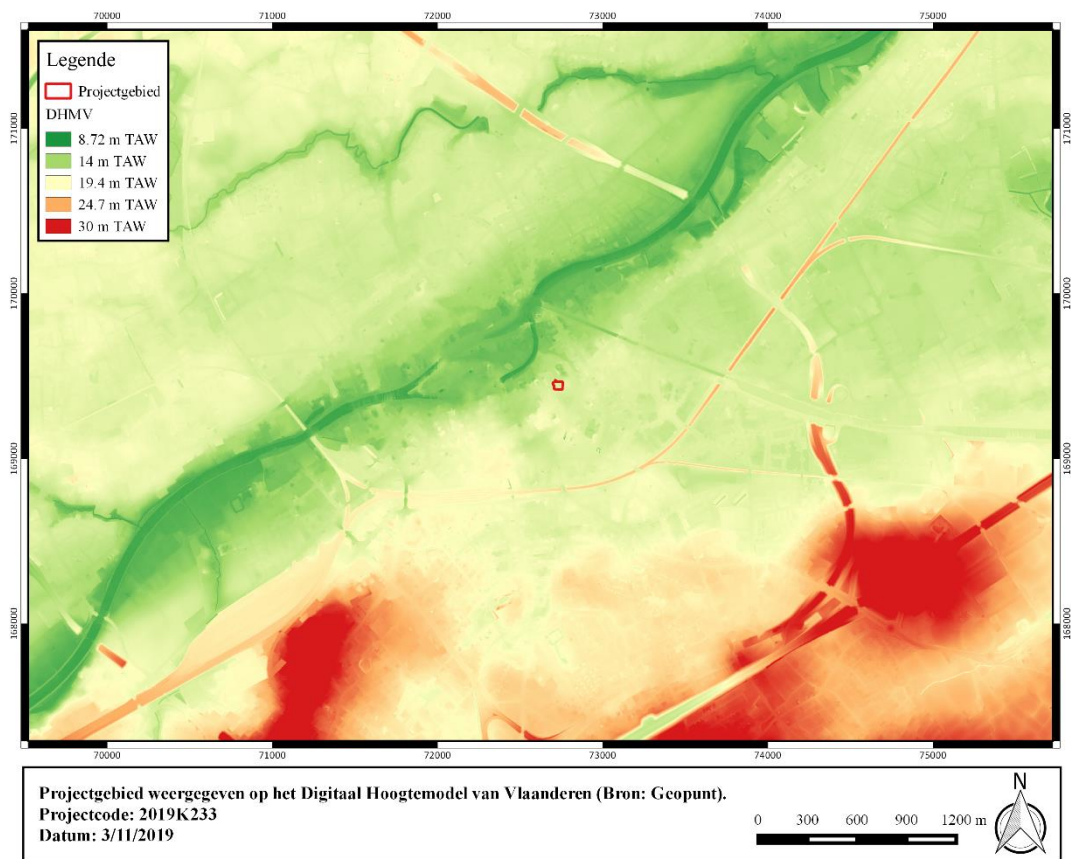 70000 71000 72000 73000 74000 75000
Legende
Projectgebied
DHMV
8.72 m TAW
14 m TAW
19.4 m TAW
24.7 m TAW
30 m TAW
171000 171000
170000 170000
169000 169000
168000 168000
70000 71000 72000 73000 74000 75000
Projectgebied weergegeven op het Digitaal Hoogtemodel van Vlaanderen (Bron: Geopunt).
Projectcode: 2019K233
Datum: 3/11/2019
0 300 600 900 1200 m
N